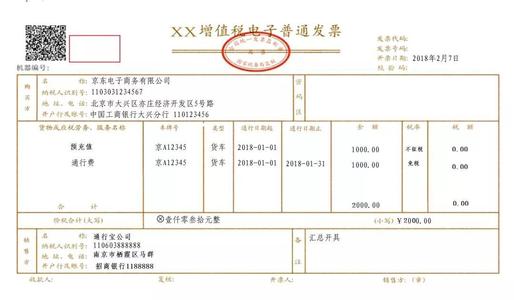 XX增值税电子普通发票
全国统一发票监制章
国家税务局监制
机器编号:
发票代码:
发票号码:
开票日期: 2018年2月7日
校验码:
购买方
名 称: 京东电子商务有限公司
纳税人识别号: 1103031234567
地 址、电 话: 北京市大兴区亦庄经济开发区5号路
开户行及账号: 中国工商银行大兴分行 110123456
密码区
货物或应税劳务、服务名称 车牌号 类型 通行日期起 通行日期止 金 额 税率 税 额
预充值 京A12345 货车 2018-01-01 1000.00 不征税 0.00
通行费 京A12345 货车 2018-01-01 2018-01-31 1000.00 免税 0.00
合 计 2000.00 0.00
价税合计(大写) ⊗壹仟零叁拾元整 (小写) ¥2000.00
销售方
名 称: 通行宝公司
纳税人识别号: 110603888888
地 址、电 话: 南京市栖霞区马群
开户行及账号: 招商银行1188888
备注
汇总开具
收款人: 复核: 开票人: 销售方: (章)